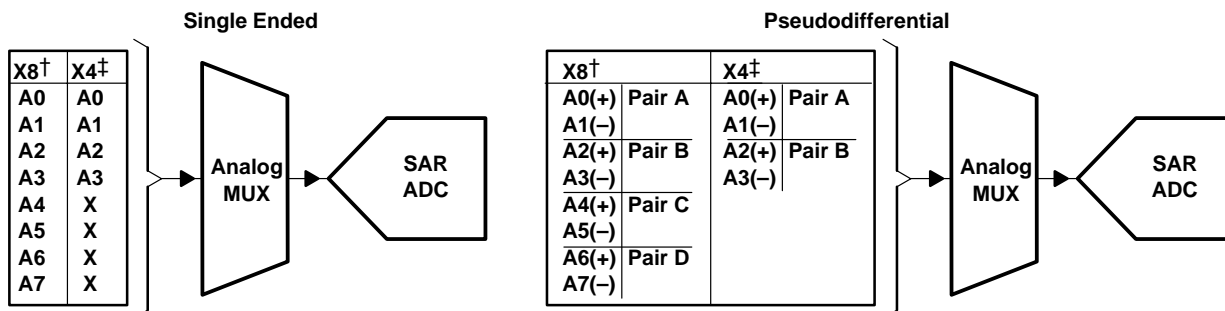 Single Ended
X8† X4‡
A0 A0
A1 A1
A2 A2
A3 A3
A4 X
A5 X
A6 X
A7 X
Analog
MUX
SAR
ADC
Pseudodifferential
X8† X4‡
A0(+) Pair A A0(+) Pair A
A1(–) A1(–)
A2(+) Pair B A2(+) Pair B
A3(–) A3(–)
A4(+) Pair C
A5(–)
A6(+) Pair D
A7(–)
Analog
MUX
SAR
ADC